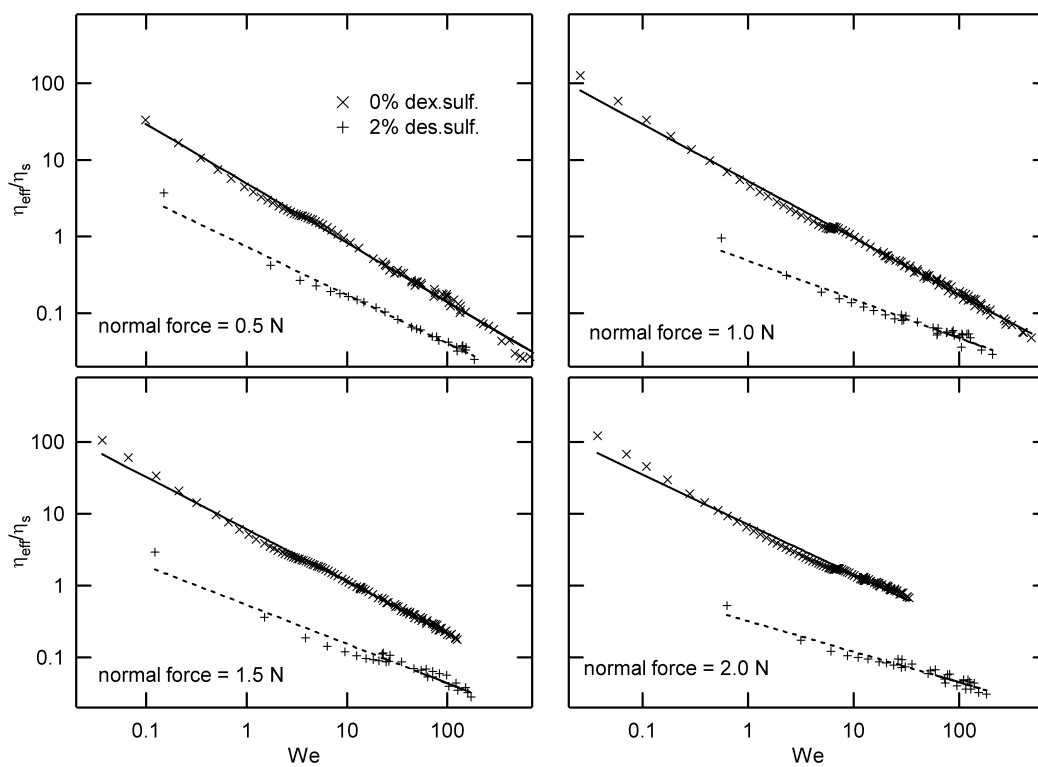 100
10
1
0.1
ηeff/ηs
× 0% dex.sulf.
+ 2% des.sulf.
normal force = 0.5 N
normal force = 1.0 N
100
10
1
0.1
ηeff/ηs
normal force = 1.5 N
normal force = 2.0 N
0.1 1 10 100
We
0.1 1 10 100
We